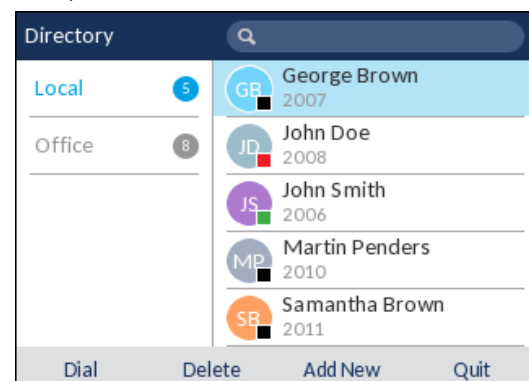 Directory
Local 5
Office 8
GB George Brown
2007
JD John Doe
2008
JS John Smith
2006
MP Martin Penders
2010
SB Samantha Brown
2011
Dial Delete Add New Quit